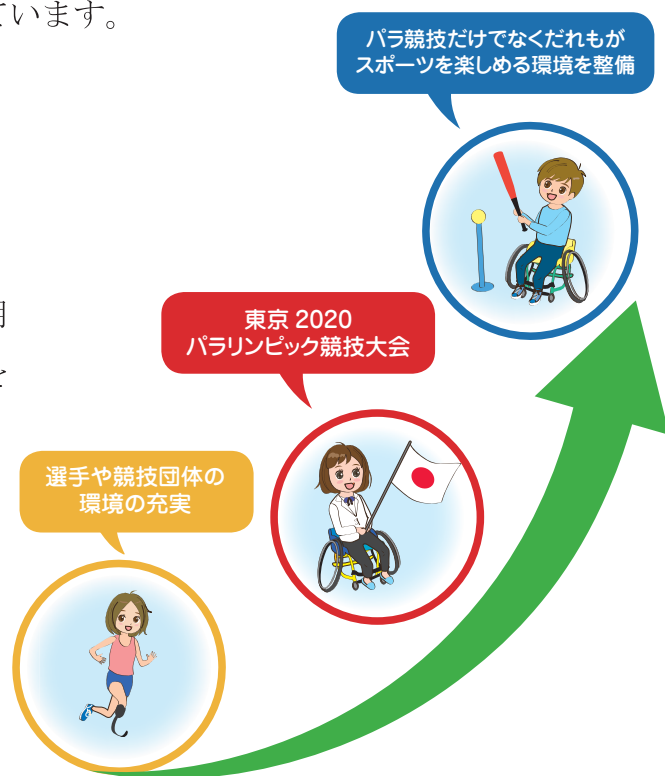 ています。
パラ競技だけでなくだれもが
スポーツを楽しめる環境を整備
東京 2020
パラリンピック競技大会
選手や競技団体の
環境の充実